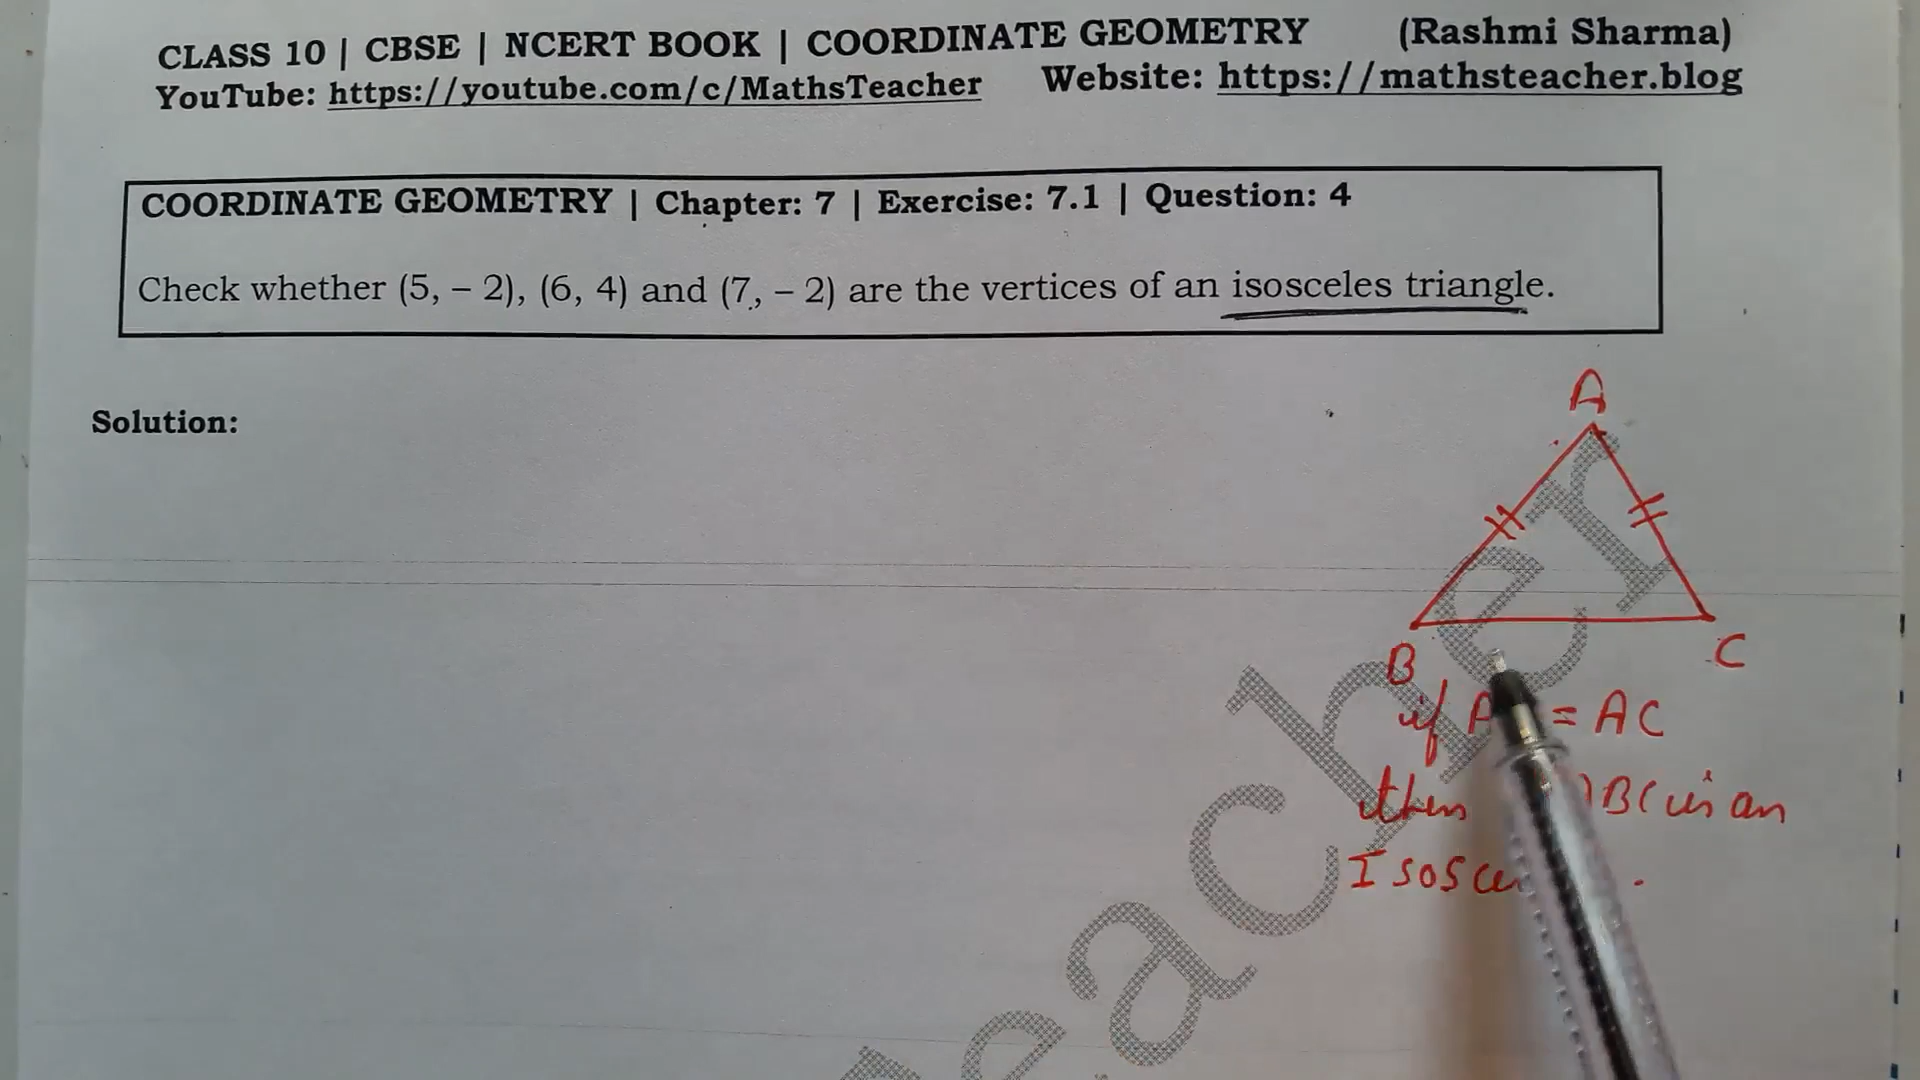 CLASS 10 | CBSE | NCERT BOOK | COORDINATE GEOMETRY (Rashmi Sharma)
YouTube: https://youtube.com/c/MathsTeacher Website: https://mathsteacher.blog
COORDINATE GEOMETRY | Chapter: 7 | Exercise: 7.1 | Question: 4
Check whether (5, – 2), (6, 4) and (7, – 2) are the vertices of an isosceles triangle.
Solution:
A
B
C
if A = AC
then BC is an
Isosce
eacher